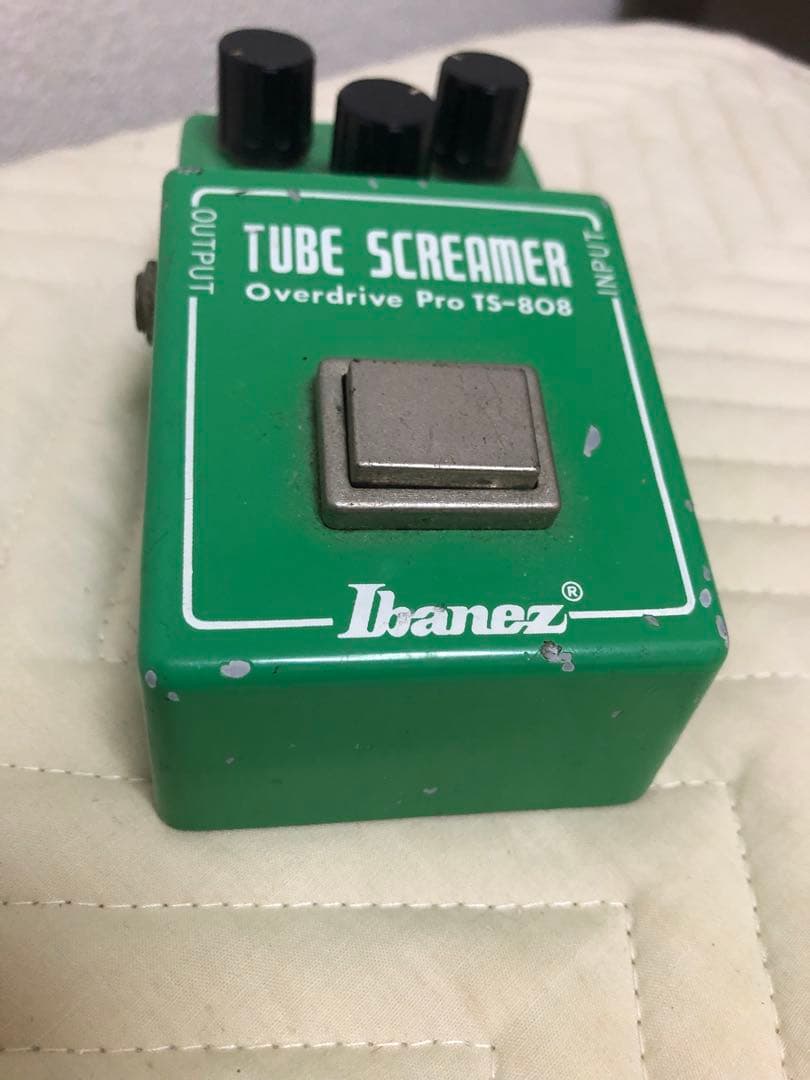 TUBE SCREAMER
Overdrive Pro TS-808
OUTPUT
INPUT
Ibanez®